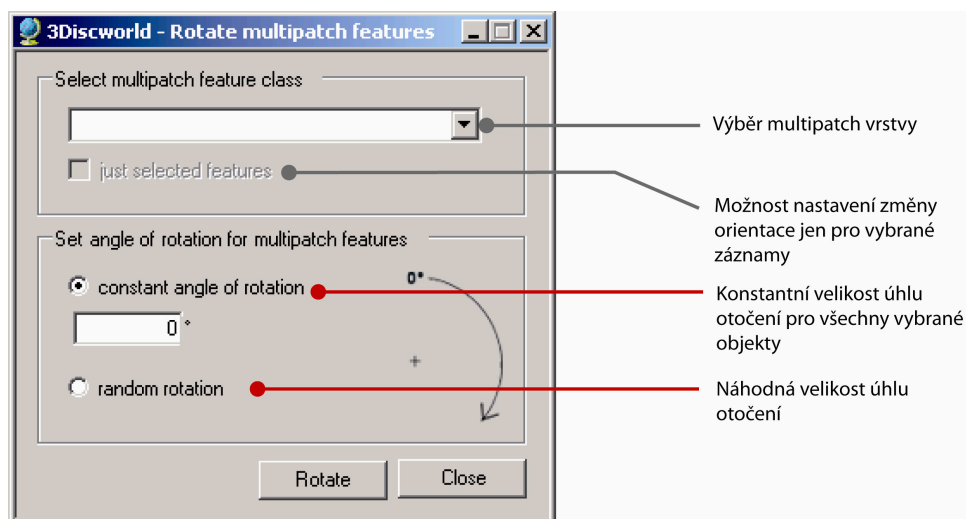 3Discworld - Rotate multipatch features
Select multipatch feature class
Výběr multipatch vrstvy
just selected features
Možnost nastavení změny
orientace jen pro vybrané
záznamy
Set angle of rotation for multipatch features
0°
constant angle of rotation
Konstantní velikost úhlu
otočení pro všechny vybrané
objekty
0 °
random rotation
Náhodná velikost úhlu
otočení
Rotate
Close